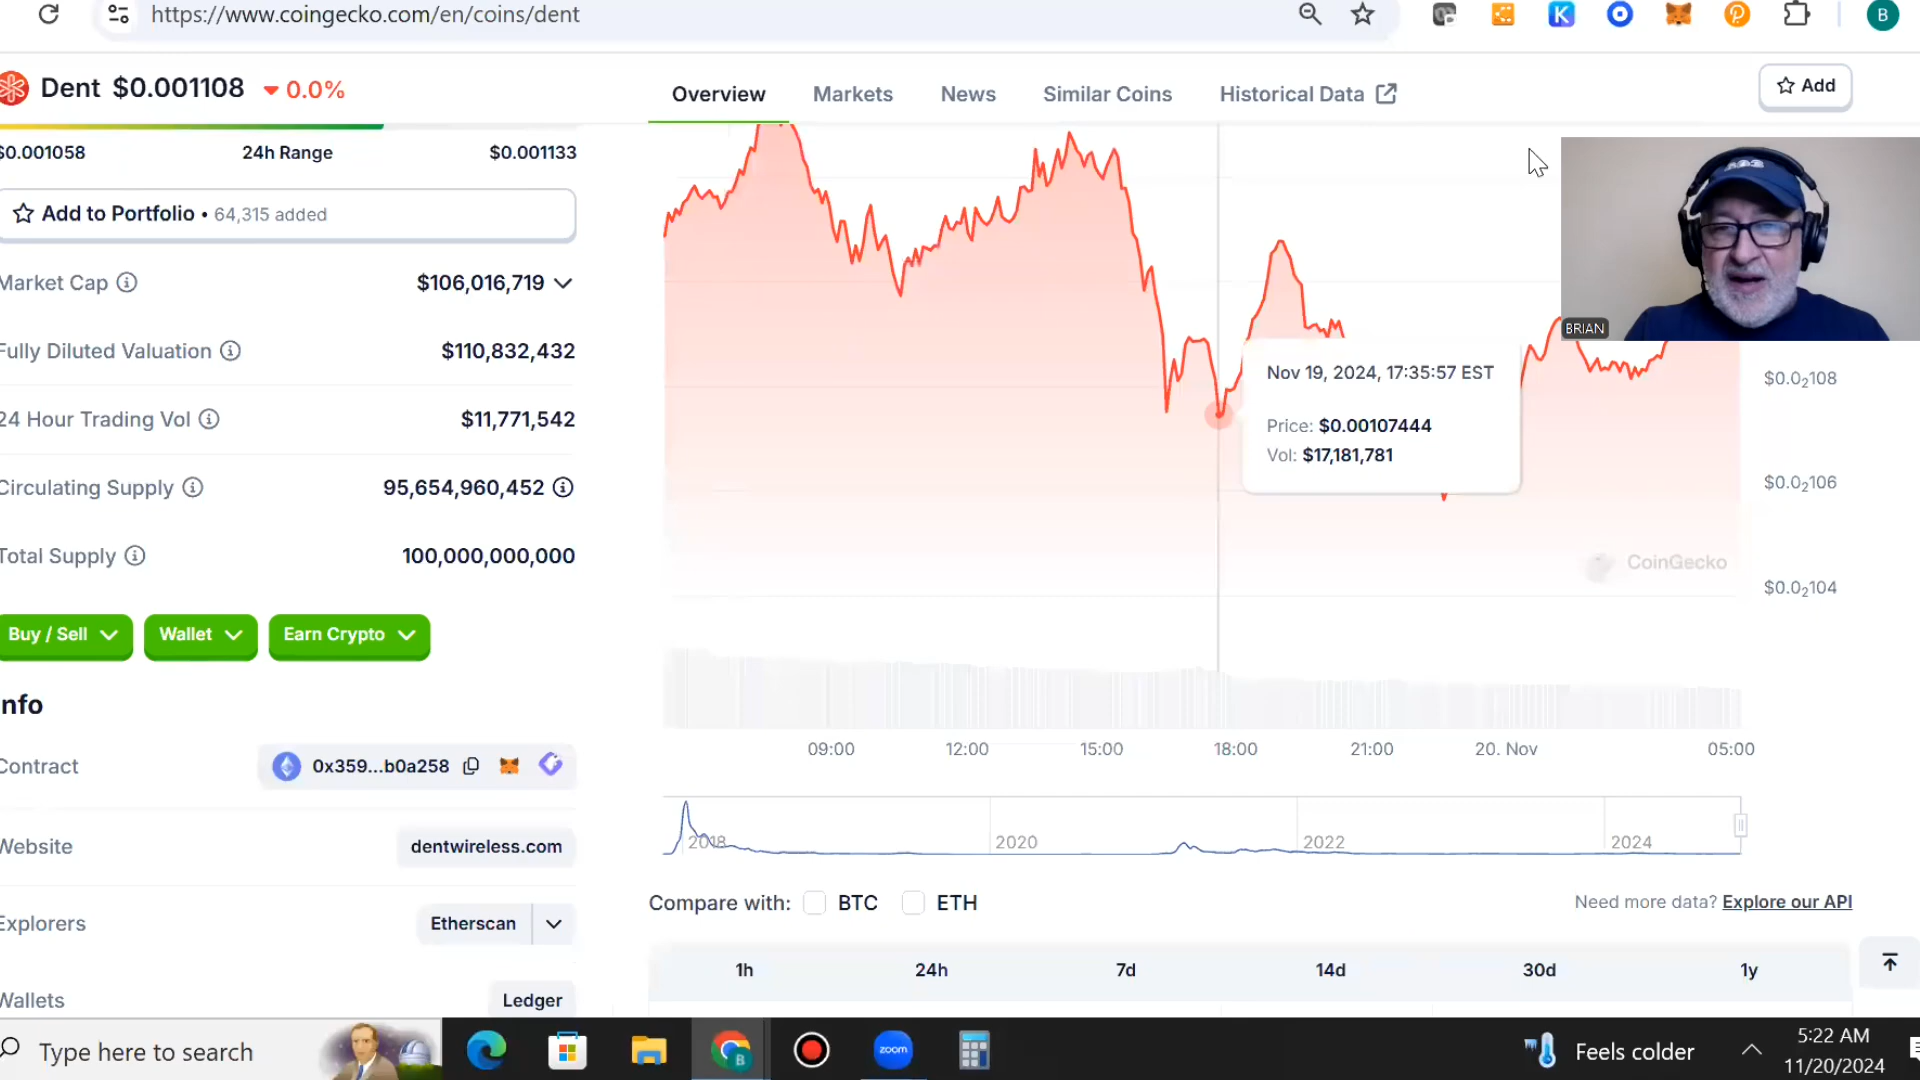 https://www.coingecko.com/en/coins/dent
B
Dent $0.001108 0.0%
Overview Markets News Similar Coins Historical Data
Add
$0.001058 24h Range $0.001133
Add to Portfolio • 64,315 added
Market Cap $106,016,719
Fully Diluted Valuation $110,832,432
24 Hour Trading Vol $11,771,542
Circulating Supply 95,654,960,452
Total Supply 100,000,000,000
Buy / Sell Wallet Earn Crypto
Info
Contract 0x359...b0a258
Website dentwireless.com
Explorers Etherscan
Wallets Ledger
BRIAN
Nov 19, 2024, 17:35:57 EST
Price: $0.00107444
Vol: $17,181,781
$0.0₂108
$0.0₂106
$0.0₂104
CoinGecko
09:00 12:00 15:00 18:00 21:00 20. Nov 05:00
2018 2020 2022 2024
Compare with: BTC ETH
Need more data? Explore our API
1h 24h 7d 14d 30d 1y
Type here to search
B
zoom
Feels colder
5:22 AM
11/20/2024